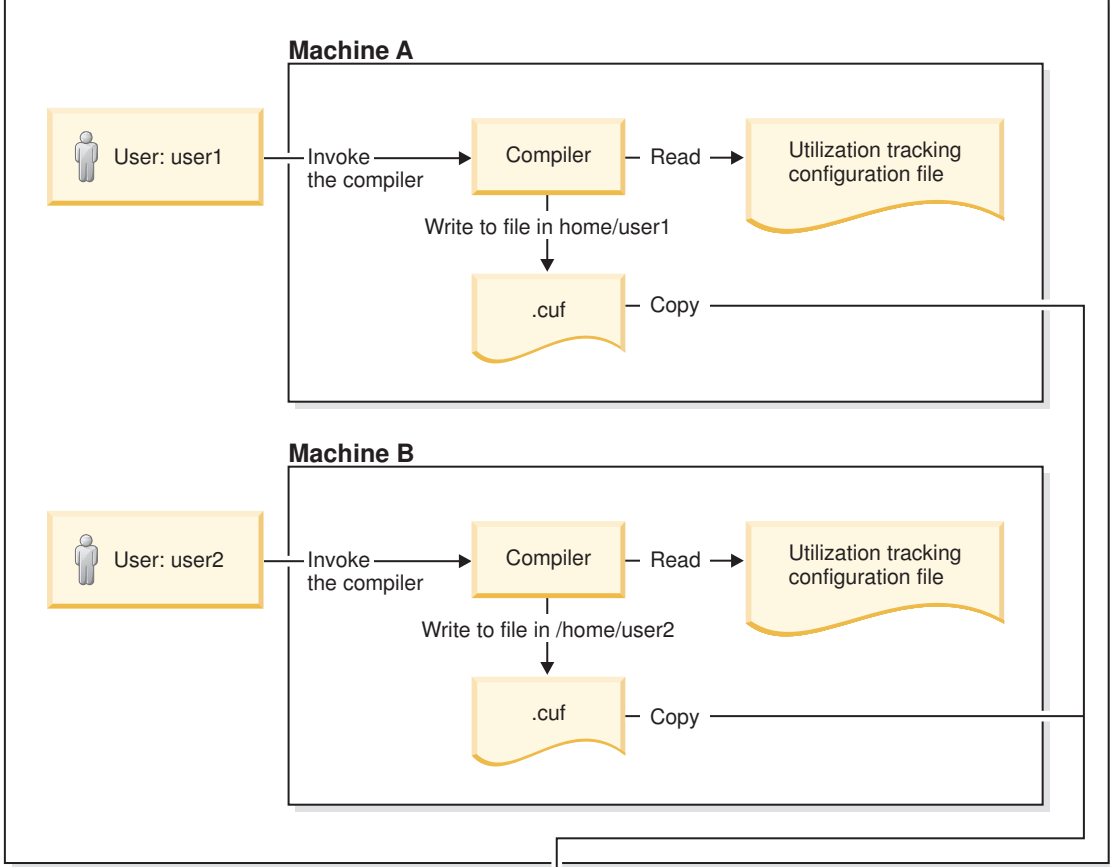 Machine A
User: user1
Invoke
the compiler
Compiler
Read
Utilization tracking
configuration file
Write to file in home/user1
.cuf
Copy
Machine B
User: user2
Invoke
the compiler
Compiler
Read
Utilization tracking
configuration file
Write to file in /home/user2
.cuf
Copy